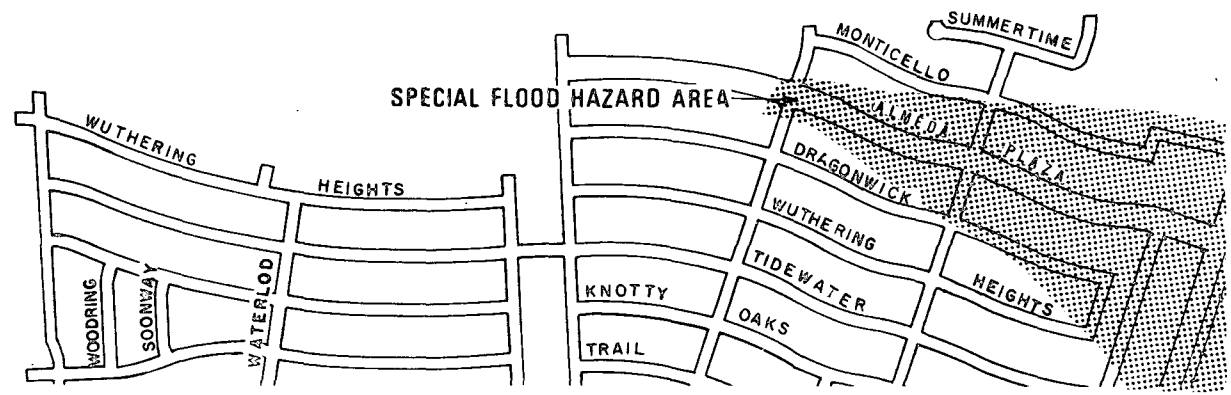 SUMMERTIME
MONTICELLO
SPECIAL FLOOD HAZARD AREA
ALMEDA
PLAZA
WUTHERING
HEIGHTS
DRAGONWICK
WUTHERING
HEIGHTS
TIDEWATER
KNOTTY
OAKS
TRAIL
WOODRING
SOONWAY
WATERLOD